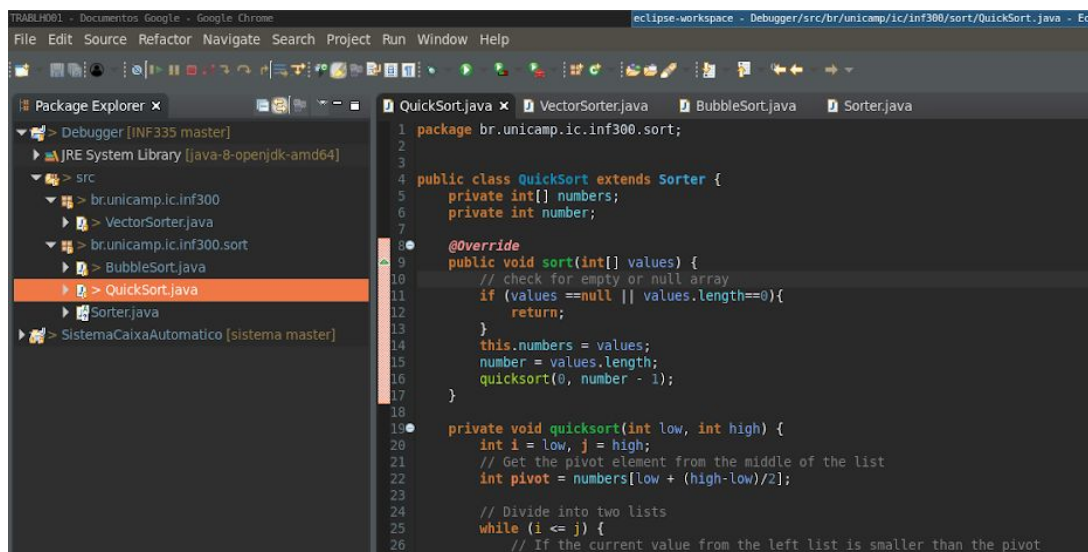 TRABLHO01 - Documentos Google - Google Chrome
eclipse-workspace - Debugger/src/br/unicamp/ic/inf300/sort/QuickSort.java - Ec
File Edit Source Refactor Navigate Search Project Run Window Help
Package Explorer
QuickSort.java VectorSorter.java BubbleSort.java Sorter.java
> Debugger [INF335 master]
JRE System Library [java-8-openjdk-amd64]
> src
> br.unicamp.ic.inf300
> VectorSorter.java
> br.unicamp.ic.inf300.sort
> BubbleSort.java
> QuickSort.java
Sorter.java
> SistemaCaixaAutomatico [sistema master]
1 package br.unicamp.ic.inf300.sort;
2
3
4 public class QuickSort extends Sorter {
5 private int[] numbers;
6 private int number;
7
8 @Override
9 public void sort(int[] values) {
10 // check for empty or null array
11 if (values ==null || values.length==0){
12 return;
13 }
14 this.numbers = values;
15 number = values.length;
16 quicksort(0, number - 1);
17 }
18
19 private void quicksort(int low, int high) {
20 int i = low, j = high;
21 // Get the pivot element from the middle of the list
22 int pivot = numbers[low + (high-low)/2];
23
24 // Divide into two lists
25 while (i <= j) {
26 // If the current value from the left list is smaller than the pivot